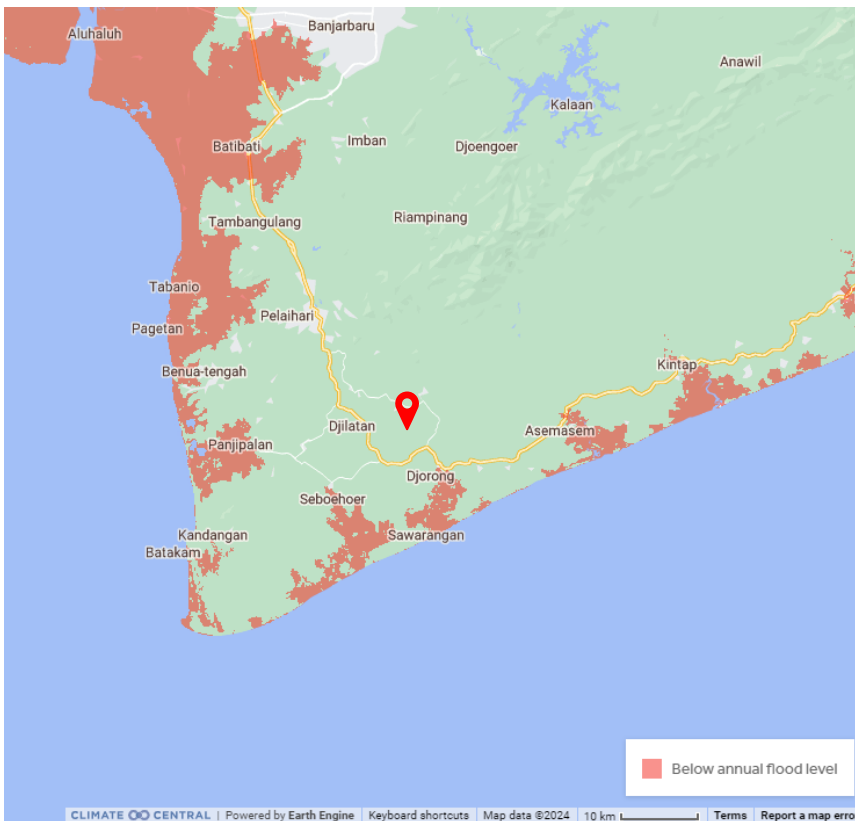 Banjarbaru
Aluhaluh
Anawil
Kalaan
Imban
Batibati
Djoengoer
Riampinang
Tambangulang
Tabanio
Pelaihari
Pagetan
Kintap
Benua-tengah
Djilatan
Asemasem
Panjipalan
Djorong
Seboehoer
Kandangan
Sawarangan
Batakam
Below annual flood level
CLIMATE CENTRAL | Powered by Earth Engine Keyboard shortcuts Map data ©2024 10 km Terms Report a map erro